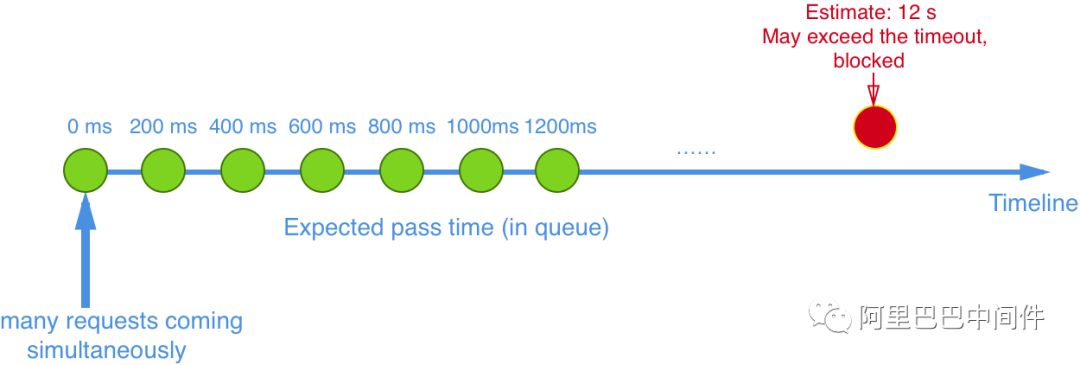 Estimate: 12 s
May exceed the timeout,
blocked
0 ms 200 ms 400 ms 600 ms 800 ms 1000ms 1200ms
......
Timeline
Expected pass time (in queue)
many requests coming
simultaneously
阿里巴巴中间件